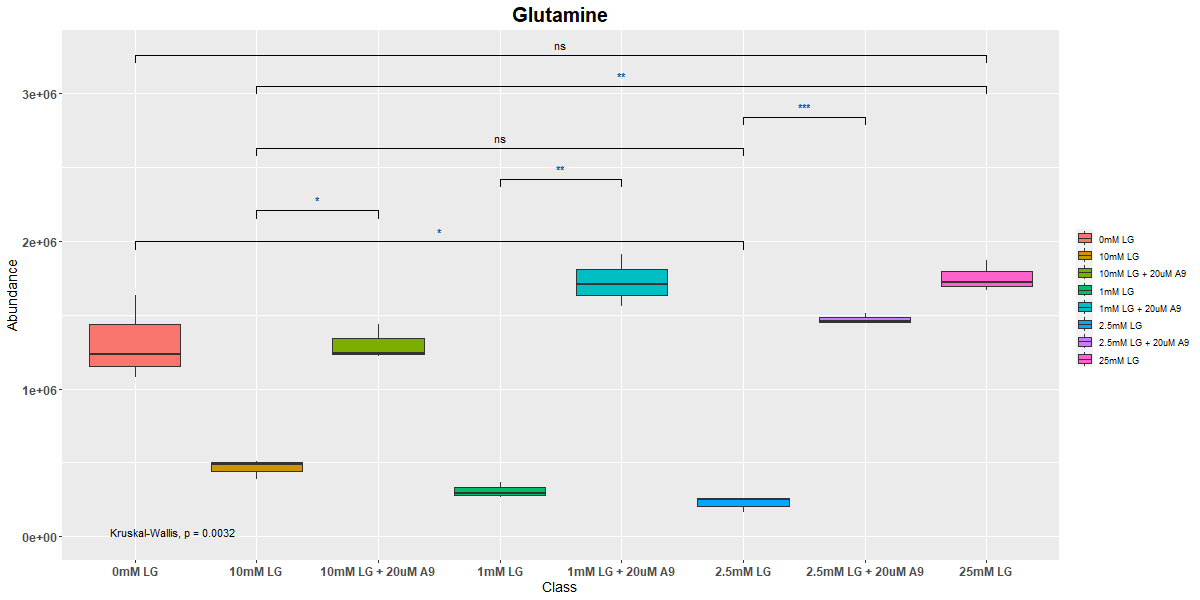 Glutamine
ns
**
***
ns
**
*
*
3e+06
2e+06
1e+06
0e+00
Abundance
Kruskal-Wallis, p = 0.0032
0mM LG
10mM LG
10mM LG + 20uM A9
1mM LG
1mM LG + 20uM A9
2.5mM LG
2.5mM LG + 20uM A9
25mM LG
Class
0mM LG
10mM LG
10mM LG + 20uM A9
1mM LG
1mM LG + 20uM A9
2.5mM LG
2.5mM LG + 20uM A9
25mM LG